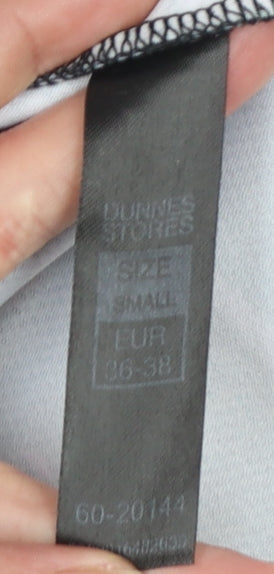 DUNNES
STORES
SIZE
SMALL
EUR
36-38
60-20144